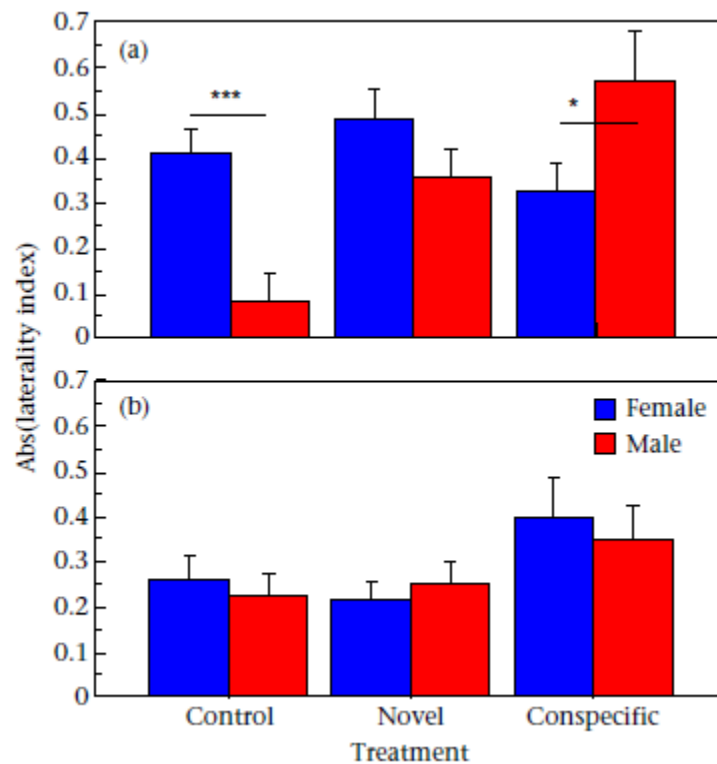 Abs(laterality index)
0.7
0.6
0.5
0.4
0.3
0.2
0.1
0
(a)
***
*
0.7
0.6
0.5
0.4
0.3
0.2
0.1
0
(b)
Female
Male
Control Novel Conspecific
Treatment